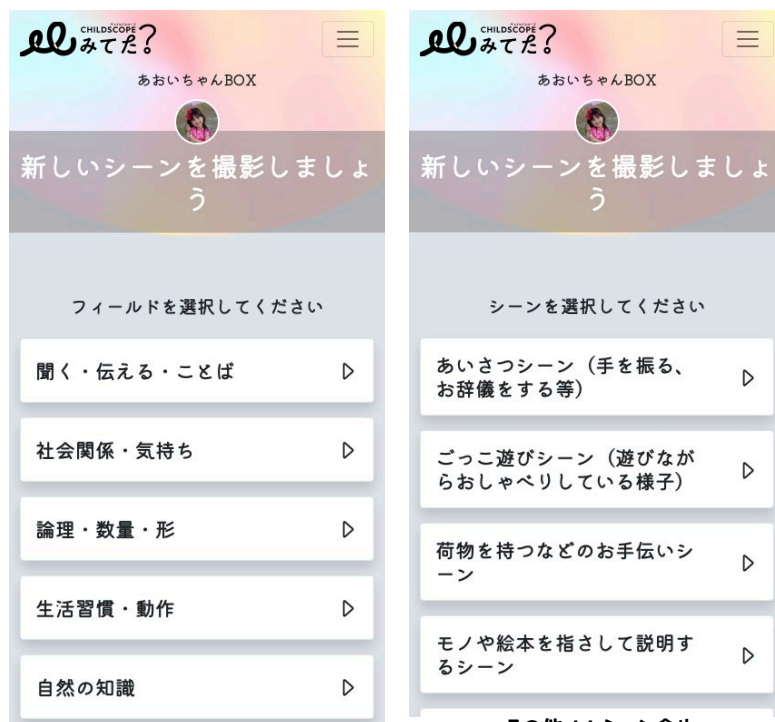 CHILDSCOPE
みてた?
あおいちゃんBOX
新しいシーンを撮影しましょ
う
フィールドを選択してください
聞く・伝える・ことば
社会関係・気持ち
論理・数量・形
生活習慣・動作
自然の知識
CHILDSCOPE
みてた?
あおいちゃんBOX
新しいシーンを撮影しましょ
う
シーンを選択してください
あいさつシーン（手を振る、
お辞儀をする等）
ごっこ遊びシーン（遊びなが
らおしゃべりしている様子）
荷物を持つなどのお手伝いシ
ーン
モノや絵本を指さして説明す
るシーン